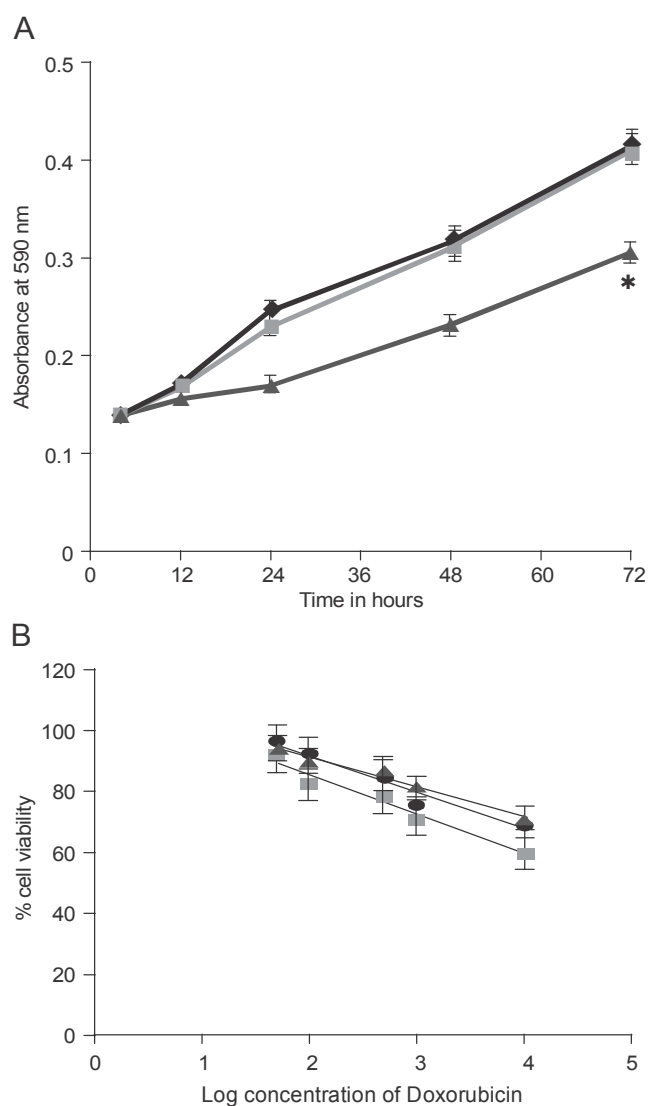 A
0.5
0.4
0.3
0.2
0.1
0
Absorbance at 590 nm
*
0 12 24 36 48 60 72
Time in hours
B
120
100
80
60
40
20
0
% cell viability
0 1 2 3 4 5
Log concentration of Doxorubicin